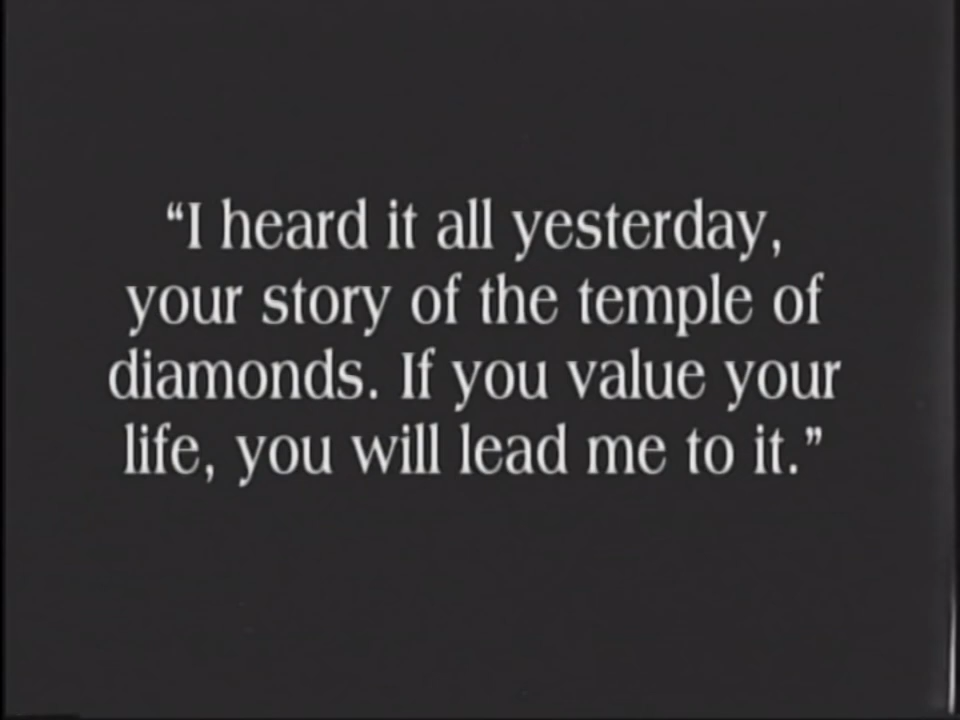 “I heard it all yesterday,
your story of the temple of
diamonds. If you value your
life, you will lead me to it.”